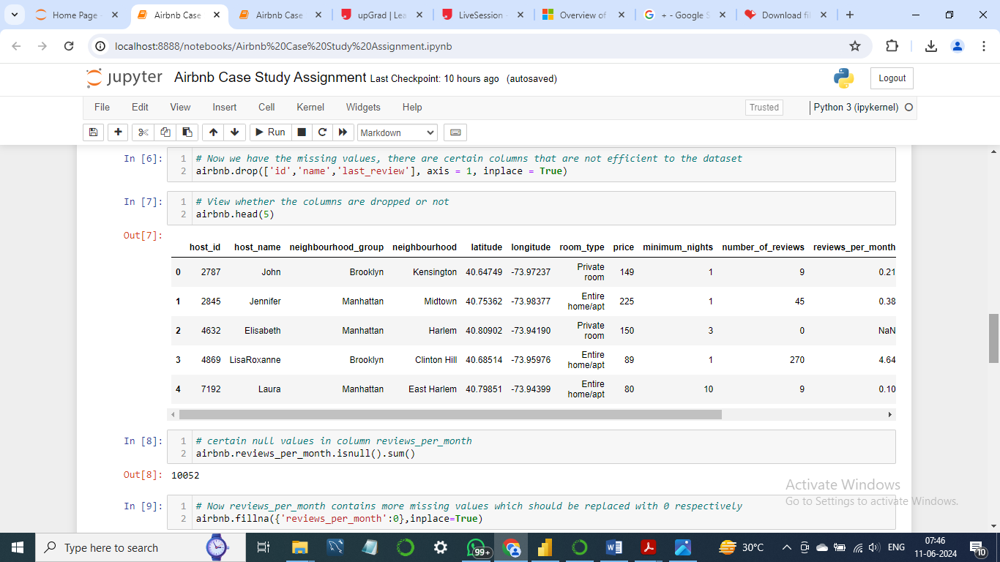 Home Page
Airbnb Case
Airbnb Case
upGrad | Lea
LiveSession
Overview of
+ - Google S
Download fi
localhost:8888/notebooks/Airbnb%20Case%20Study%20Assignment.ipynb
jupyter Airbnb Case Study Assignment Last Checkpoint: 10 hours ago (autosaved)
Logout
File Edit View Insert Cell Kernel Widgets Help
Trusted
Python 3 (ipykernel)
Run
Markdown
In [6]:
1 # Now we have the missing values, there are certain columns that are not efficient to the dataset
2 airbnb.drop(['id','name','last_review'], axis = 1, inplace = True)
In [7]:
1 # View whether the columns are dropped or not
2 airbnb.head(5)
Out[7]:
host_id host_name neighbourhood_group neighbourhood latitude longitude room_type price minimum_nights number_of_reviews reviews_per_month
0 2787 John Brooklyn Kensington 40.64749 -73.97237 Private room 149 1 9 0.21
1 2845 Jennifer Manhattan Midtown 40.75362 -73.98377 Entire home/apt 225 1 45 0.38
2 4632 Elisabeth Manhattan Harlem 40.80902 -73.94190 Private room 150 3 0 NaN
3 4869 LisaRoxanne Brooklyn Clinton Hill 40.68514 -73.95976 Entire home/apt 89 1 270 4.64
4 7192 Laura Manhattan East Harlem 40.79851 -73.94399 Entire home/apt 80 10 9 0.10
In [8]:
1 # certain null values in column reviews_per_month
2 airbnb.reviews_per_month.isnull().sum()
Out[8]: 10052
In [9]:
1 # Now reviews_per_month contains more missing values which should be replaced with 0 respectively
2 airbnb.fillna({'reviews_per_month':0},inplace=True)
Activate Windows
Go to Settings to activate Windows.
Type here to search
99+
30°C
ENG
07:46
11-06-2024
10